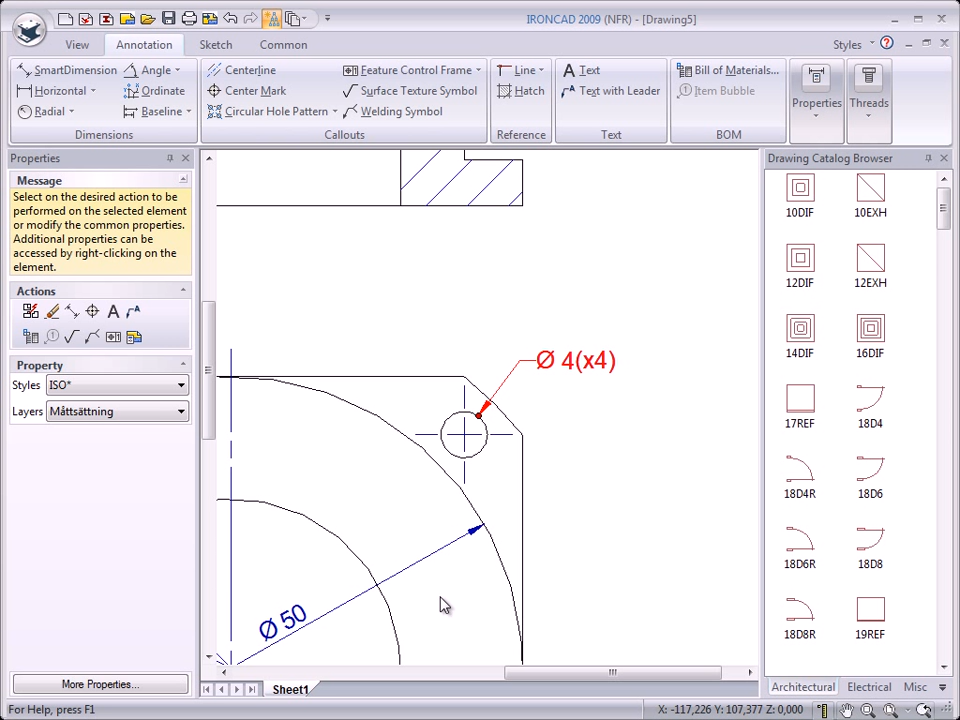 IRONCAD 2009 (NFR) - [Drawing5]
View
Annotation
Sketch
Common
Styles
SmartDimension
Horizontal
Radial
Angle
Ordinate
Baseline
Dimensions
Centerline
Center Mark
Circular Hole Pattern
Feature Control Frame
Surface Texture Symbol
Welding Symbol
Callouts
Line
Hatch
Reference
Text
Text with Leader
Text
Bill of Materials...
Item Bubble
BOM
Properties
Threads
Properties
Message
Select on the desired action to be
performed on the selected element
or modify the common properties.
Additional properties can be
accessed by right-clicking on the
element.
Actions
Property
Styles ISO*
Layers Måttsättning
More Properties...
Ø 4(x4)
Ø 50
Sheet1
Drawing Catalog Browser
10DIF 10EXH
12DIF 12EXH
14DIF 16DIF
17REF 18D4
18D4R 18D6
18D6R 18D8
18D8R 19REF
Architectural Electrical Misc
For Help, press F1
X: -117,226 Y: 107,377 Z: 0,000